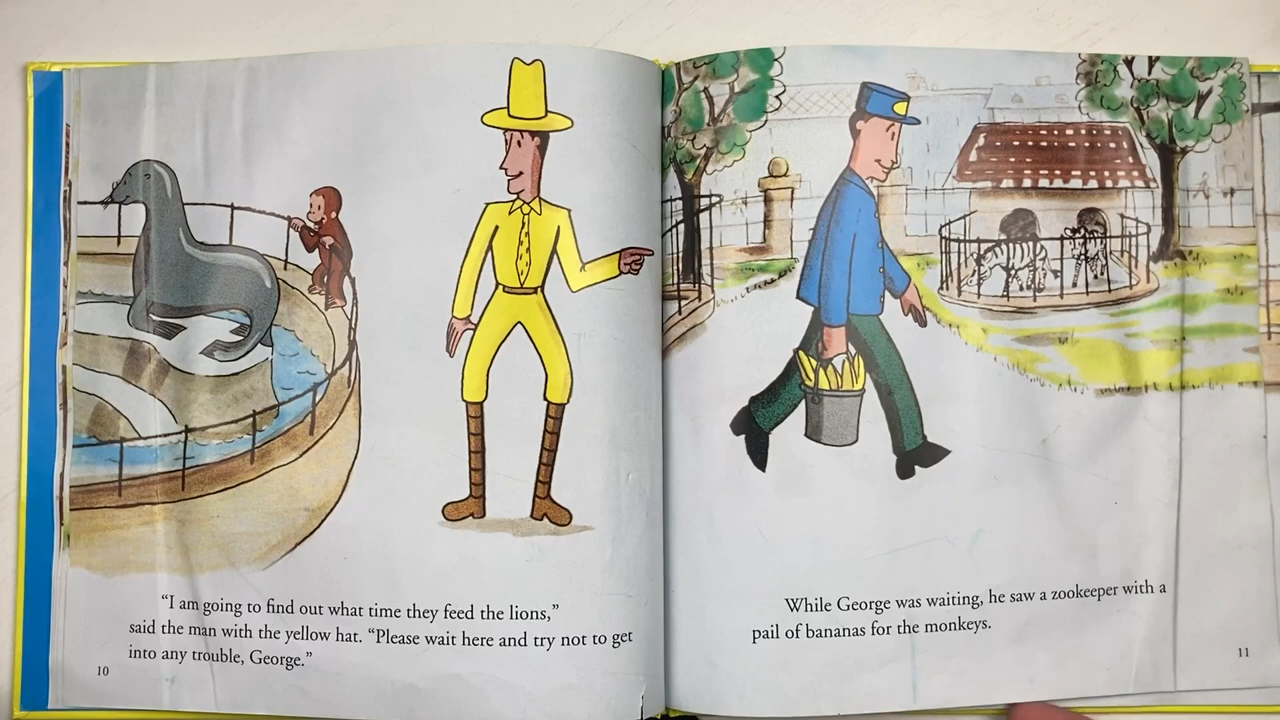 “I am going to find out what time they feed the lions,”
said the man with the yellow hat. “Please wait here and try not to get
into any trouble, George.”
10
While George was waiting, he saw a zookeeper with a
pail of bananas for the monkeys.
11